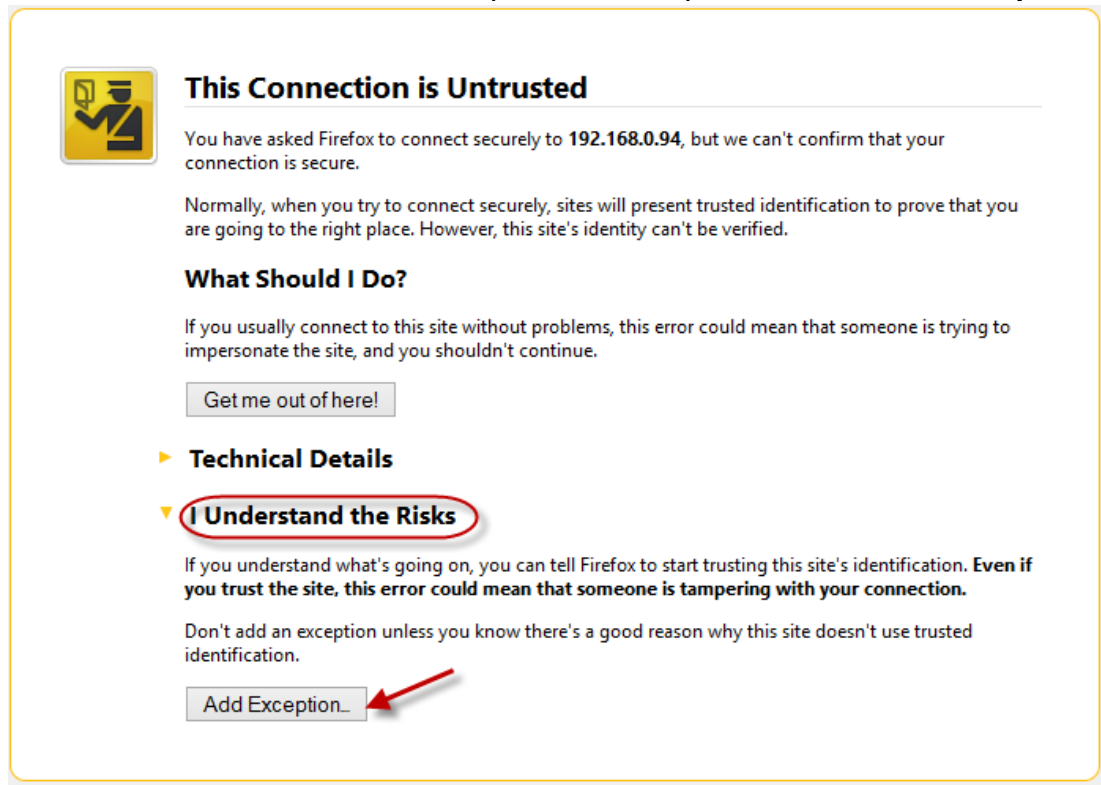 This Connection is Untrusted
You have asked Firefox to connect securely to 192.168.0.94, but we can't confirm that your
connection is secure.
Normally, when you try to connect securely, sites will present trusted identification to prove that you
are going to the right place. However, this site's identity can't be verified.
What Should I Do?
If you usually connect to this site without problems, this error could mean that someone is trying to
impersonate the site, and you shouldn't continue.
Get me out of here!
Technical Details
I Understand the Risks
If you understand what's going on, you can tell Firefox to start trusting this site's identification. Even if
you trust the site, this error could mean that someone is tampering with your connection.
Don't add an exception unless you know there's a good reason why this site doesn't use trusted
identification.
Add Exception...